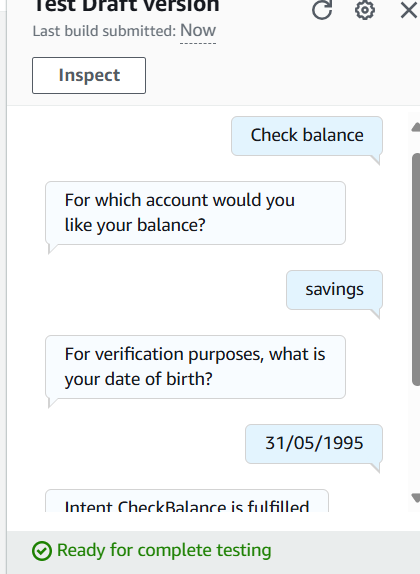 Test Draft version
Last build submitted: Now
Inspect
Check balance
For which account would you
like your balance?
savings
For verification purposes, what is
your date of birth?
31/05/1995
Intent CheckBalance is fulfilled
Ready for complete testing